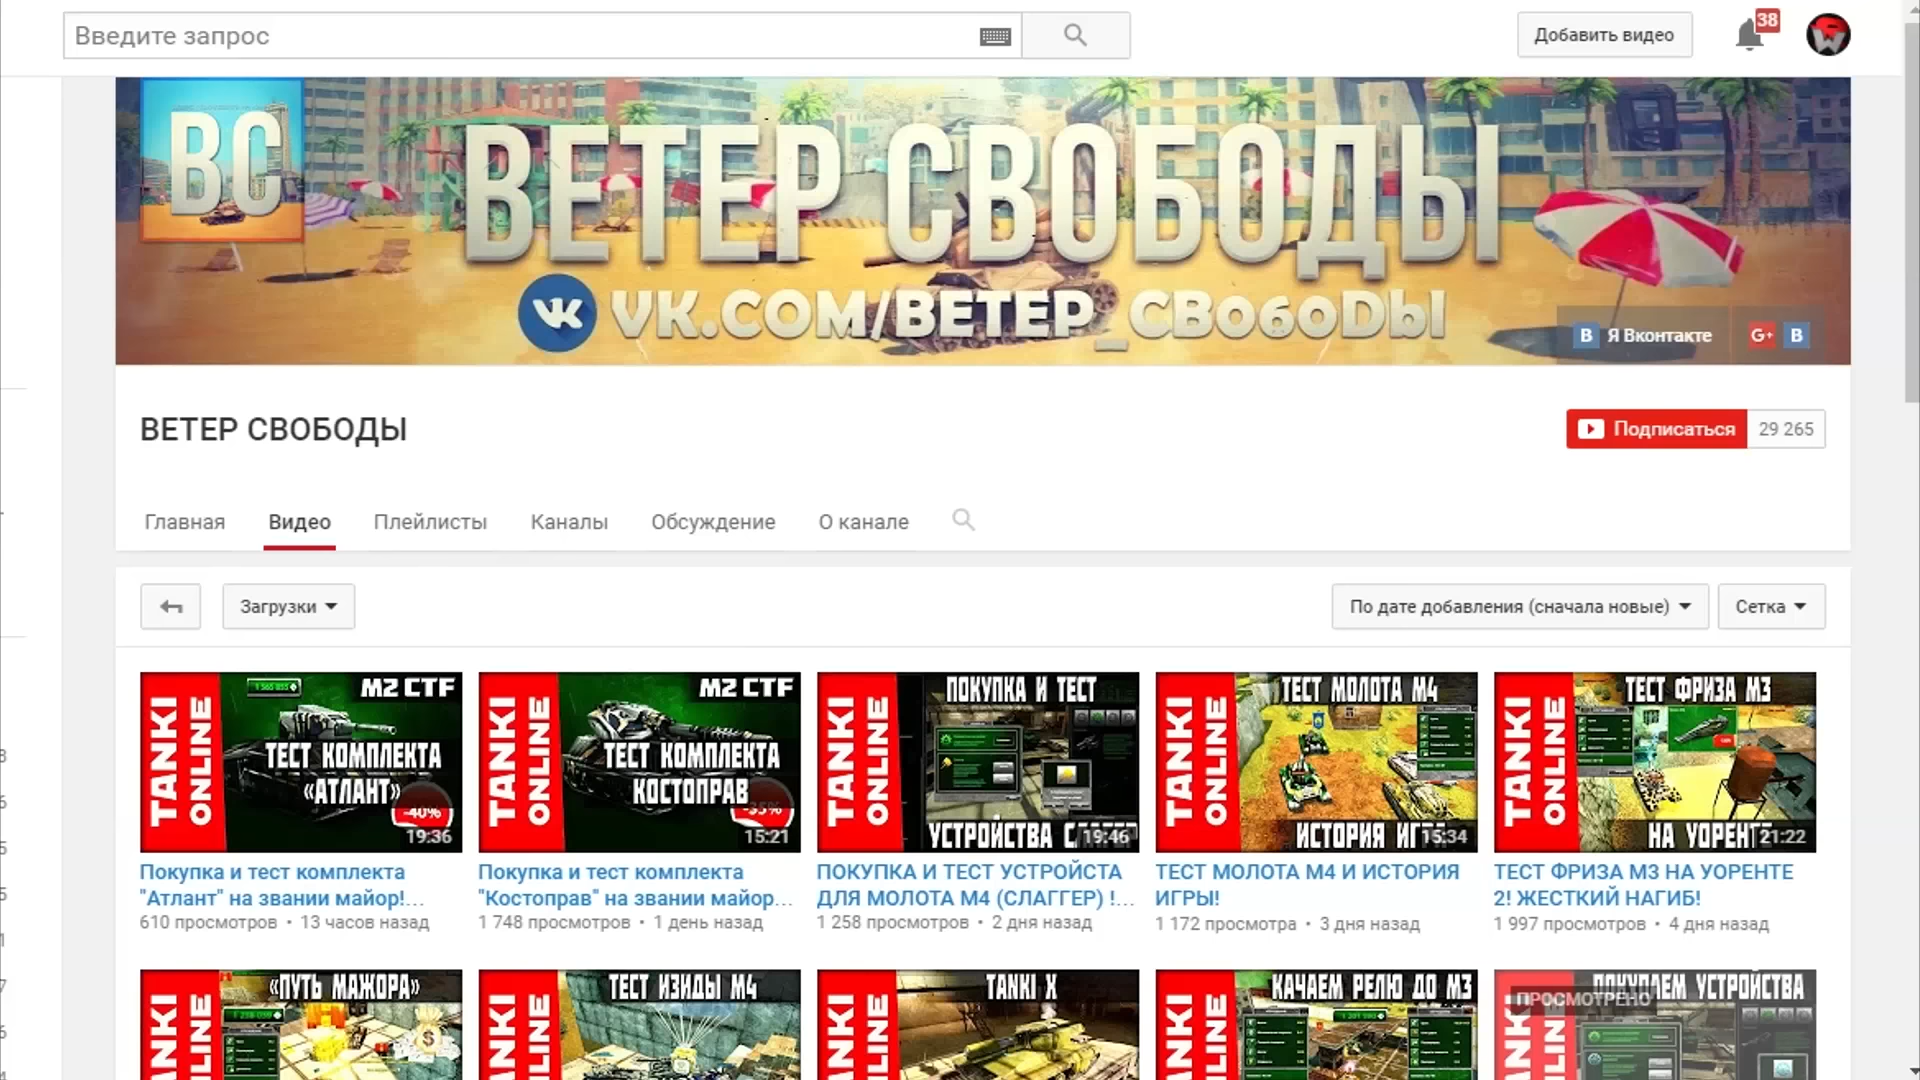 Введите запрос
Добавить видео
38
ВС
ВЕТЕР СВОБОДЫ
VK.COM/BETEP_CBo6oDbI
Я Вконтакте
ВЕТЕР СВОБОДЫ
Подписаться
29 265
Главная
Видео
Плейлисты
Каналы
Обсуждение
О канале
Загрузки
По дате добавления (сначала новые)
Сетка
TANKI ONLINE
M2 CTF
ТЕСТ КОМПЛЕКТА
«АТЛАНТ»
-40%
19:36
TANKI ONLINE
M2 CTF
ТЕСТ КОМПЛЕКТА
КОСТОПРАВ
-35%
15:21
TANKI ONLINE
ПОКУПКА И ТЕСТ
УСТРОЙСТВА
19:46
TANKI ONLINE
ТЕСТ МОЛОТА М4
ИСТОРИЯ
15:34
TANKI ONLINE
ТЕСТ ФРИЗА М3
НА УОРЕНТЕ
21:22
Покупка и тест комплекта
"Атлант" на звании майор!...
610 просмотров • 13 часов назад
Покупка и тест комплекта
"Костоправ" на звании майор...
1 748 просмотров • 1 день назад
ПОКУПКА И ТЕСТ УСТРОЙСТА
ДЛЯ МОЛОТА М4 (СЛАГГЕР) !...
1 258 просмотров • 2 дня назад
ТЕСТ МОЛОТА М4 И ИСТОРИЯ
ИГРЫ!
1 172 просмотра • 3 дня назад
ТЕСТ ФРИЗА М3 НА УОРЕНТЕ
2! ЖЕСТКИЙ НАГИБ!
1 997 просмотров • 4 дня назад
«ПУТЬ МАЖОРА»
ТЕСТ ИЗИДЫ М4
TANKI X
КАЧАЕМ РЕЛЮ ДО М3
ПОКУПАЕМ УСТРОЙСТВА
ПРОСМОТРЕНО